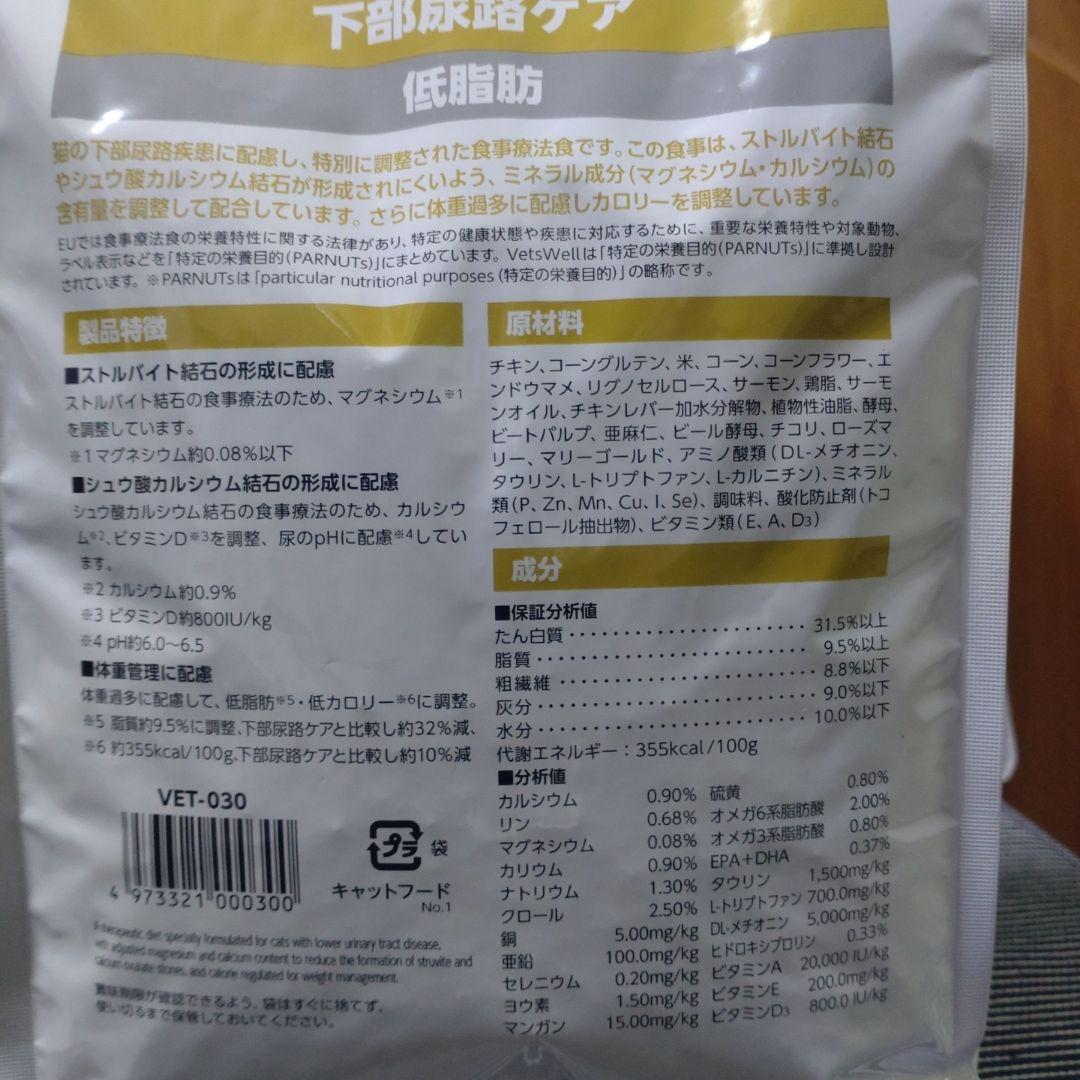 下部尿路ケア
低脂肪
猫の下部尿路疾患に配慮し、特別に調整された食事療法食です。この食事は、ストルバイト結石
やシュウ酸カルシウム結石が形成されにくいよう、ミネラル成分(マグネシウム・カルシウム)の
含有量を調整して配合しています。さらに体重過多に配慮しカロリーを調整しています。
EUでは食事療法食の栄養特性に関する法律があり、特定の健康状態や疾患に対応するために、重要な栄養特性や対象動物、
ラベル表示などを「特定の栄養目的(PARNUTs)」にまとめています。VetsWellは「特定の栄養目的(PARNUTs)」に準拠し設計
されています。※PARNUTsは「particular nutritional purposes (特定の栄養目的)」の略称です。
製品特徴
■ストルバイト結石の形成に配慮
ストルバイト結石の食事療法のため、マグネシウム※1
を調整しています。
※1マグネシウム約0.08%以下
■シュウ酸カルシウム結石の形成に配慮
シュウ酸カルシウム結石の食事療法のため、カルシウ
ム※2、ビタミンD※3を調整、尿のpHに配慮※4してい
ます。
※2 カルシウム約0.9%
※3 ビタミンD約800IU/kg
※4 pH約6.0〜6.5
■体重管理に配慮
体重過多に配慮して、低脂肪※5・低カロリー※6に調整。
※5 脂質約9.5%に調整、下部尿路ケアと比較し約32%減、
※6 約355kcal/100g、下部尿路ケアと比較し約10%減
VET-030
4 973321 000300
プラ 袋
キャットフード
No.1
A therapeutic diet specially formulated for cats with lower urinary tract disease,
with adjusted magnesium and calcium content to reduce the formation of struvite and
calcium oxalate stones, and calorie regulated for weight management.
賞味期限が確認できるよう、袋はすぐに捨てず、
使い切るまで保管しておいてください。
原材料
チキン、コーングルテン、米、コーン、コーンフラワー、エ
ンドウマメ、リグノセルロース、サーモン、鶏脂、サーモ
ンオイル、チキンレバー加水分解物、植物性油脂、酵母、
ビートパルプ、亜麻仁、ビール酵母、チコリ、ローズマ
リー、マリーゴールド、アミノ酸類(DL-メチオニン、
タウリン、L-トリプトファン、L-カルニチン)、ミネラル
類(P、Zn、Mn、Cu、I、Se)、調味料、酸化防止剤(トコ
フェロール抽出物)、ビタミン類(E、A、D3)
成分
■保証分析値
たん白質・・・・・・・・・・・・・・・・・・・・・・31.5%以上
脂質・・・・・・・・・・・・・・・・・・・・・・・・・9.5%以上
粗繊維・・・・・・・・・・・・・・・・・・・・・・・8.8%以下
灰分・・・・・・・・・・・・・・・・・・・・・・・・・9.0%以下
水分・・・・・・・・・・・・・・・・・・・・・・・・10.0%以下
代謝エネルギー：355kcal/100g
■分析値
カルシウム 0.90%
リン 0.68%
マグネシウム 0.08%
カリウム 0.90%
ナトリウム 1.30%
クロール 2.50%
銅 5.00mg/kg
亜鉛 100.0mg/kg
セレニウム 0.20mg/kg
ヨウ素 1.50mg/kg
マンガン 15.00mg/kg
硫黄 0.80%
オメガ6系脂肪酸 2.00%
オメガ3系脂肪酸 0.80%
EPA+DHA 0.37%
タウリン 1,500mg/kg
L-トリプトファン 700.0mg/kg
DL-メチオニン 5,000mg/kg
ヒドロキシプロリン 0.33%
ビタミンA 20,000 IU/kg
ビタミンE 200.0mg/kg
ビタミンD3 800.0 IU/kg